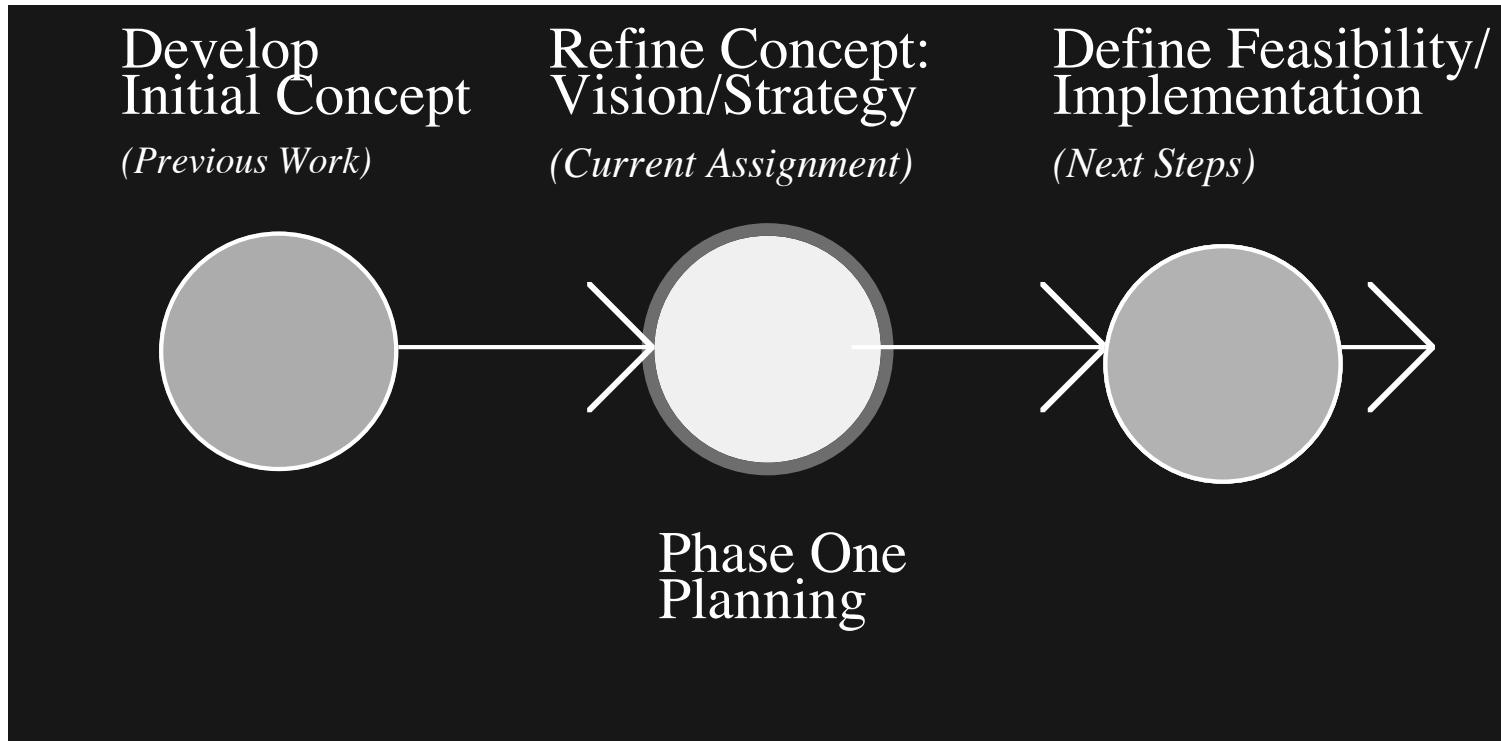 Develop
Initial Concept
(Previous Work)
Refine Concept:
Vision/Strategy
(Current Assignment)
Define Feasibility/
Implementation
(Next Steps)
Phase One
Planning